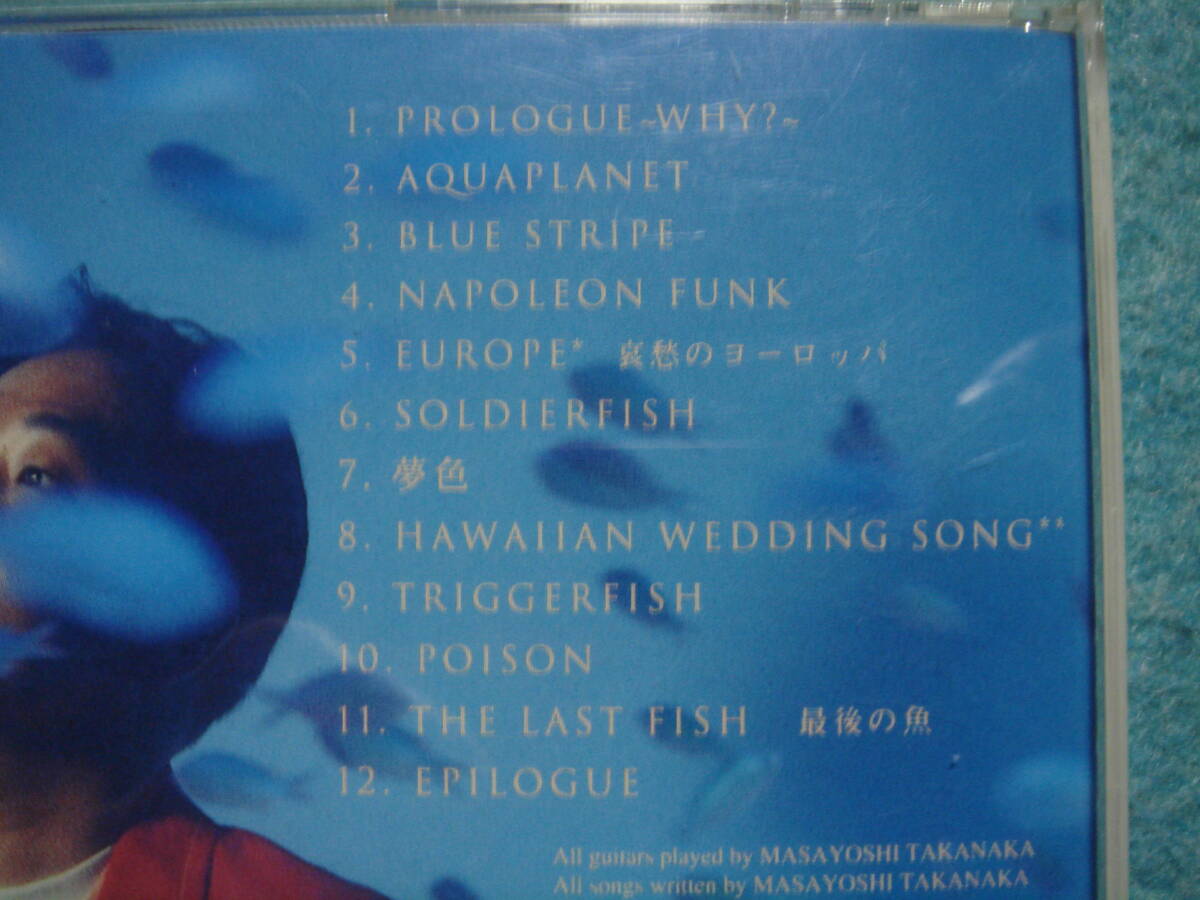 1. PROLOGUE~WHY?~
2. AQUAPLANET
3. BLUE STRIPE
4. NAPOLEON FUNK
5. EUROPE* 哀愁のヨーロッパ
6. SOLDIERFISH
7. 夢色
8. HAWAIIAN WEDDING SONG**
9. TRIGGERFISH
10. POISON
11. THE LAST FISH 最後の魚
12. EPILOGUE
All guitars played by MASAYOSHI TAKANAKA
All songs written by MASAYOSHI TAKANAKA